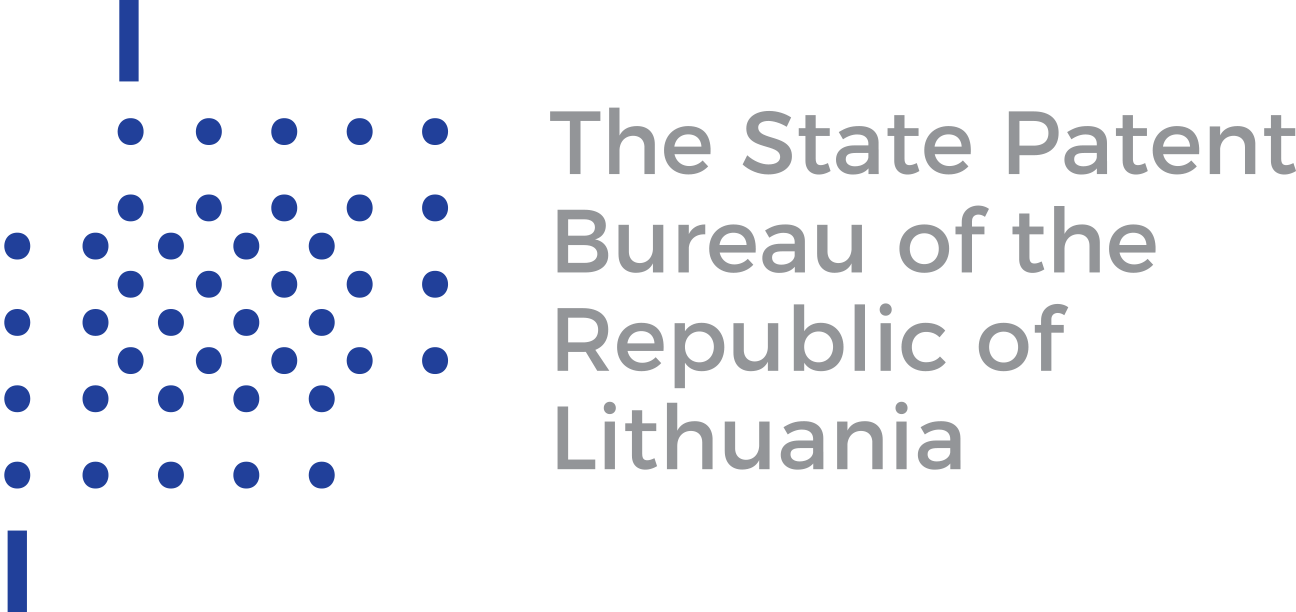 The State Patent
Bureau of the
Republic of
Lithuania